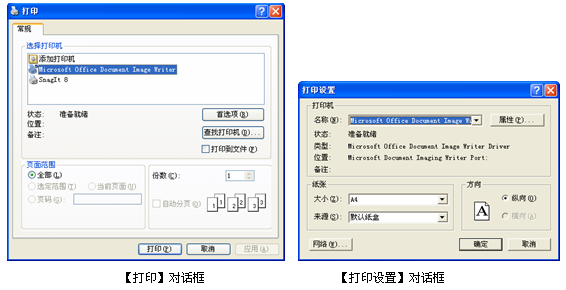 打印
常规
选择打印机
添加打印机
Microsoft Office Document Image Writer
SnagIt 8
状态: 准备就绪
位置:
备注:
首选项(R)
查找打印机(D)...
打印到文件(F)
页面范围
全部(L)
选定范围(T) 当前页面(U)
页码(G):
份数(C): 1
自动分页(O)
1 1 2 2 3 3
打印(P) 取消 应用(A)
【打印】对话框
打印设置
打印机
名称(N): Microsoft Office Document Image W
属性(P)...
状态: 准备就绪
类型: Microsoft Office Document Image Writer Driver
位置: Microsoft Document Imaging Writer Port:
备注:
纸张
大小(Z): A4
来源(S): 默认纸盒
方向
A
纵向(O)
横向(A)
网络(W)... 确定 取消
【打印设置】对话框